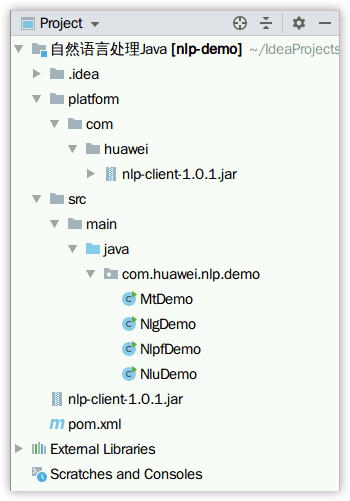 Project
自然语言处理Java [nlp-demo] ~/IdeaProjects
.idea
platform
com
huawei
nlp-client-1.0.1.jar
src
main
java
com.huawei.nlp.demo
MtDemo
NlgDemo
NlpfDemo
NluDemo
nlp-client-1.0.1.jar
pom.xml
External Libraries
Scratches and Consoles